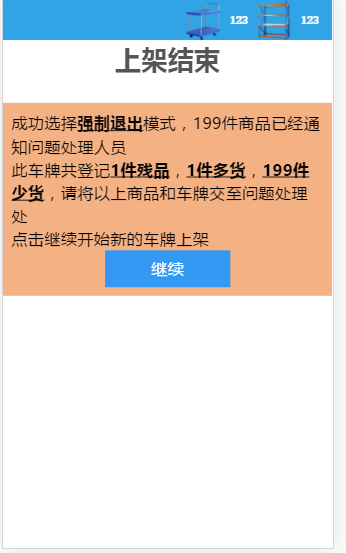 123 123
上架结束
成功选择强制退出模式，199件商品已经通
知问题处理人员
此车牌共登记1件残品，1件多货，199件
少货，请将以上商品和车牌交至问题处理
处
点击继续开始新的车牌上架
继续